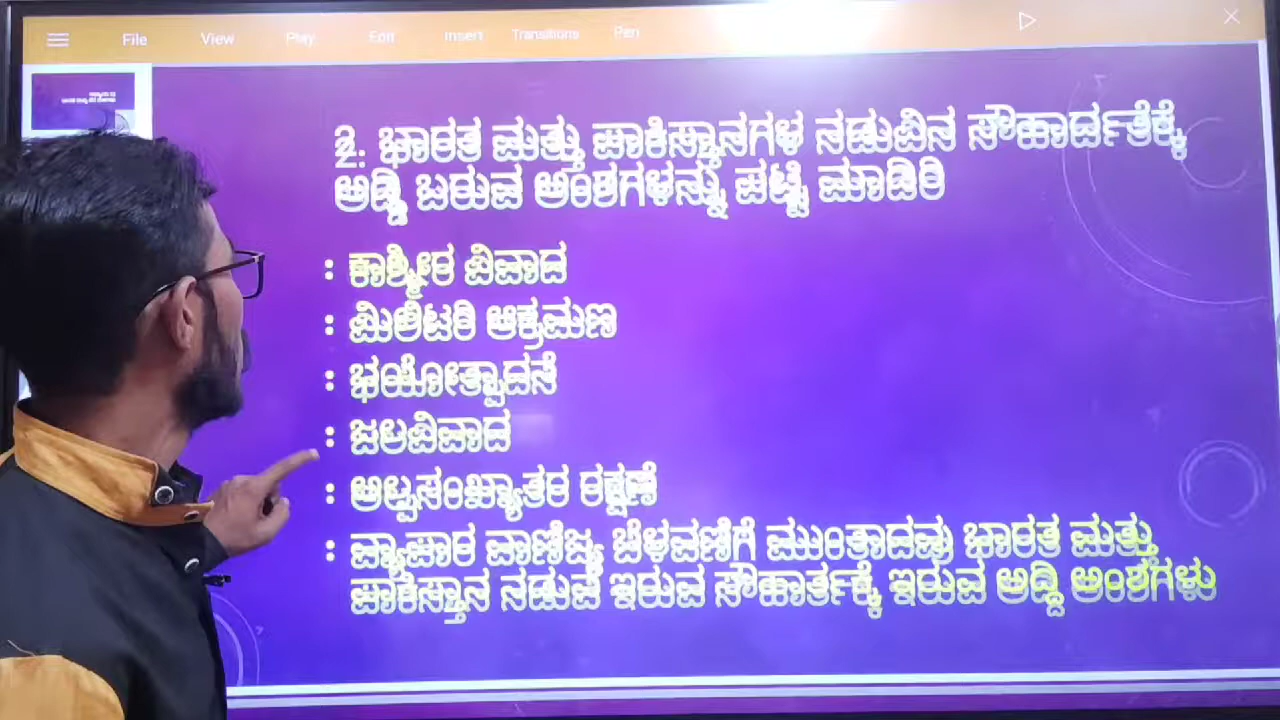 File View Play Edit Insert Transitions Pen
2. ಭಾರತ ಮತ್ತು ಪಾಕಿಸ್ತಾನಗಳ ನಡುವಿನ ಸೌಹಾರ್ದತೆಕ್ಕೆ
ಅಡ್ಡಿ ಬರುವ ಅಂಶಗಳನ್ನು ಪಟ್ಟಿ ಮಾಡಿರಿ
• ಕಾಶ್ಮೀರ ವಿವಾದ
• ಮಿಲಿಟರಿ ಆಕ್ರಮಣ
• ಭಯೋತ್ಪಾದನೆ
• ಜಲವಿವಾದ
• ಅಲ್ಪಸಂಖ್ಯಾತರ ರಕ್ಷಣೆ
• ವ್ಯಾಪಾರ ವಾಣಿಜ್ಯ ಬೆಳವಣಿಗೆ ಮುಂತಾದವು ಭಾರತ ಮತ್ತು
ಪಾಕಿಸ್ತಾನ ನಡುವೆ ಇರುವ ಸೌಹಾರ್ತಕ್ಕೆ ಇರುವ ಅಡ್ಡಿ ಅಂಶಗಳು